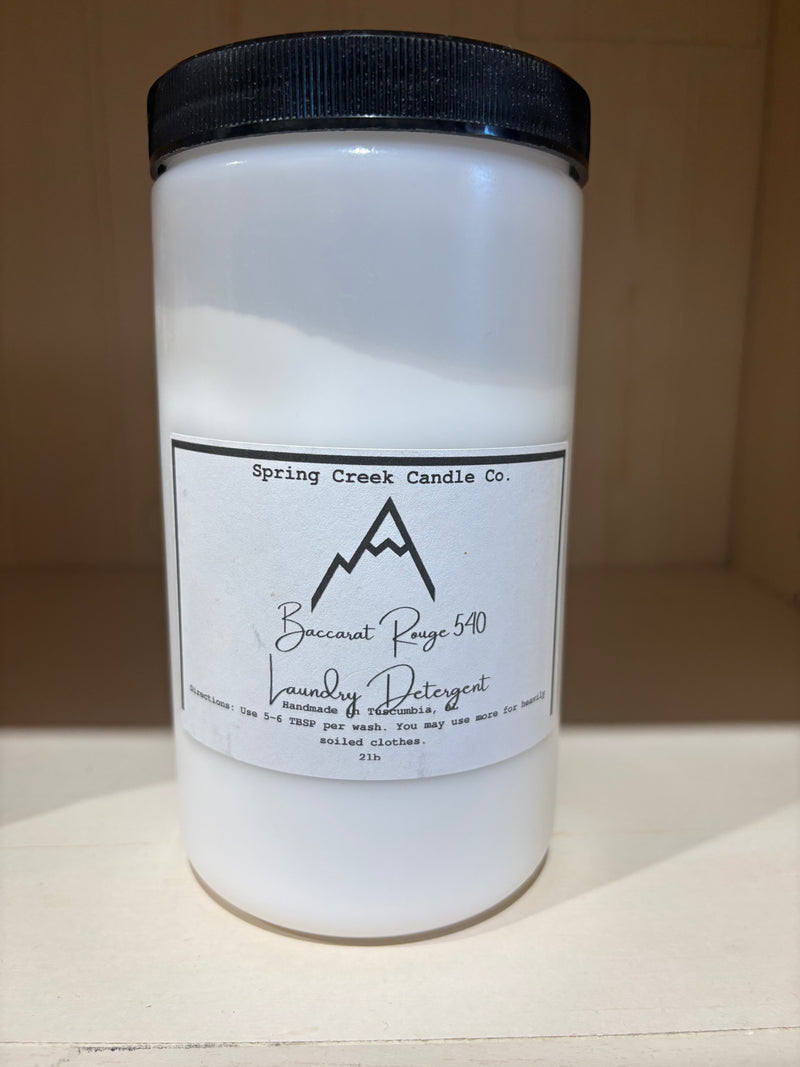 Spring Creek Candle Co.
Baccarat Rouge 540
Laundry Detergent
Handmade in Tuscumbia,
Directions: Use 5-6 TBSP per wash. You may use more for heavily
soiled clothes.
2lb